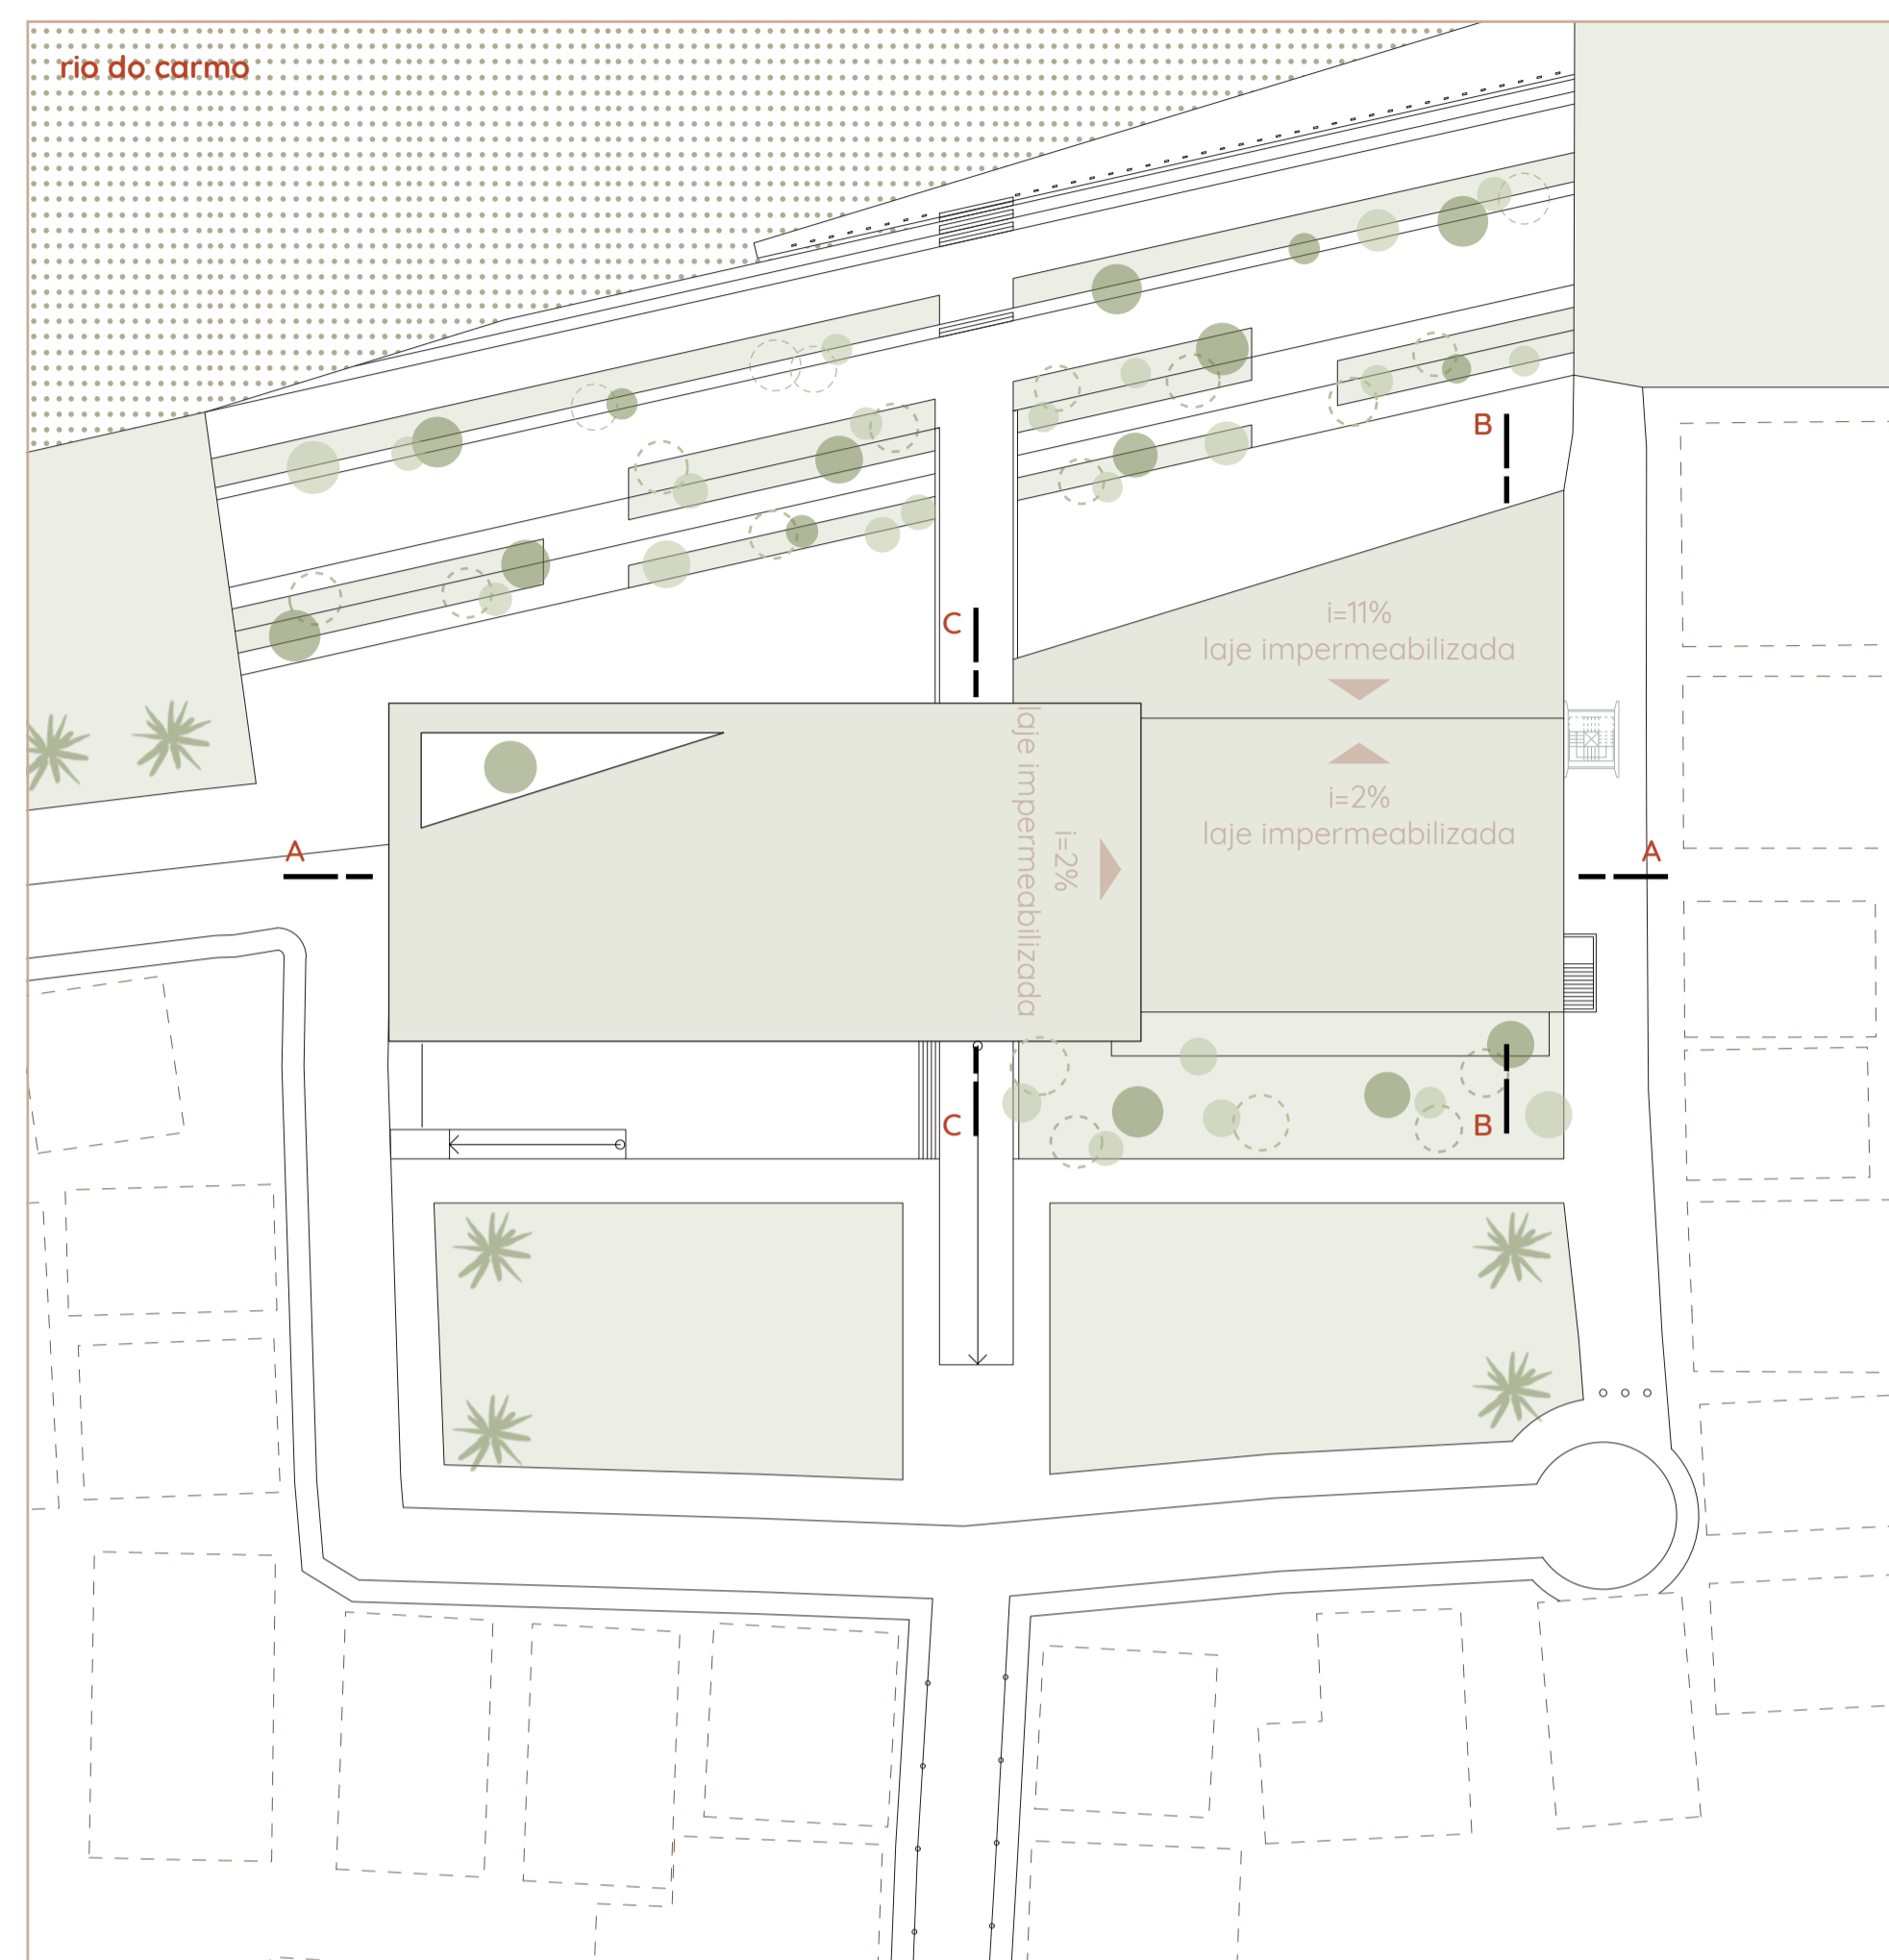 rio do carmo
B
C
i=11%
laje impermeabilizada
laje impermeabilizada
i=2%
i=2%
laje impermeabilizada
A
A
C
B